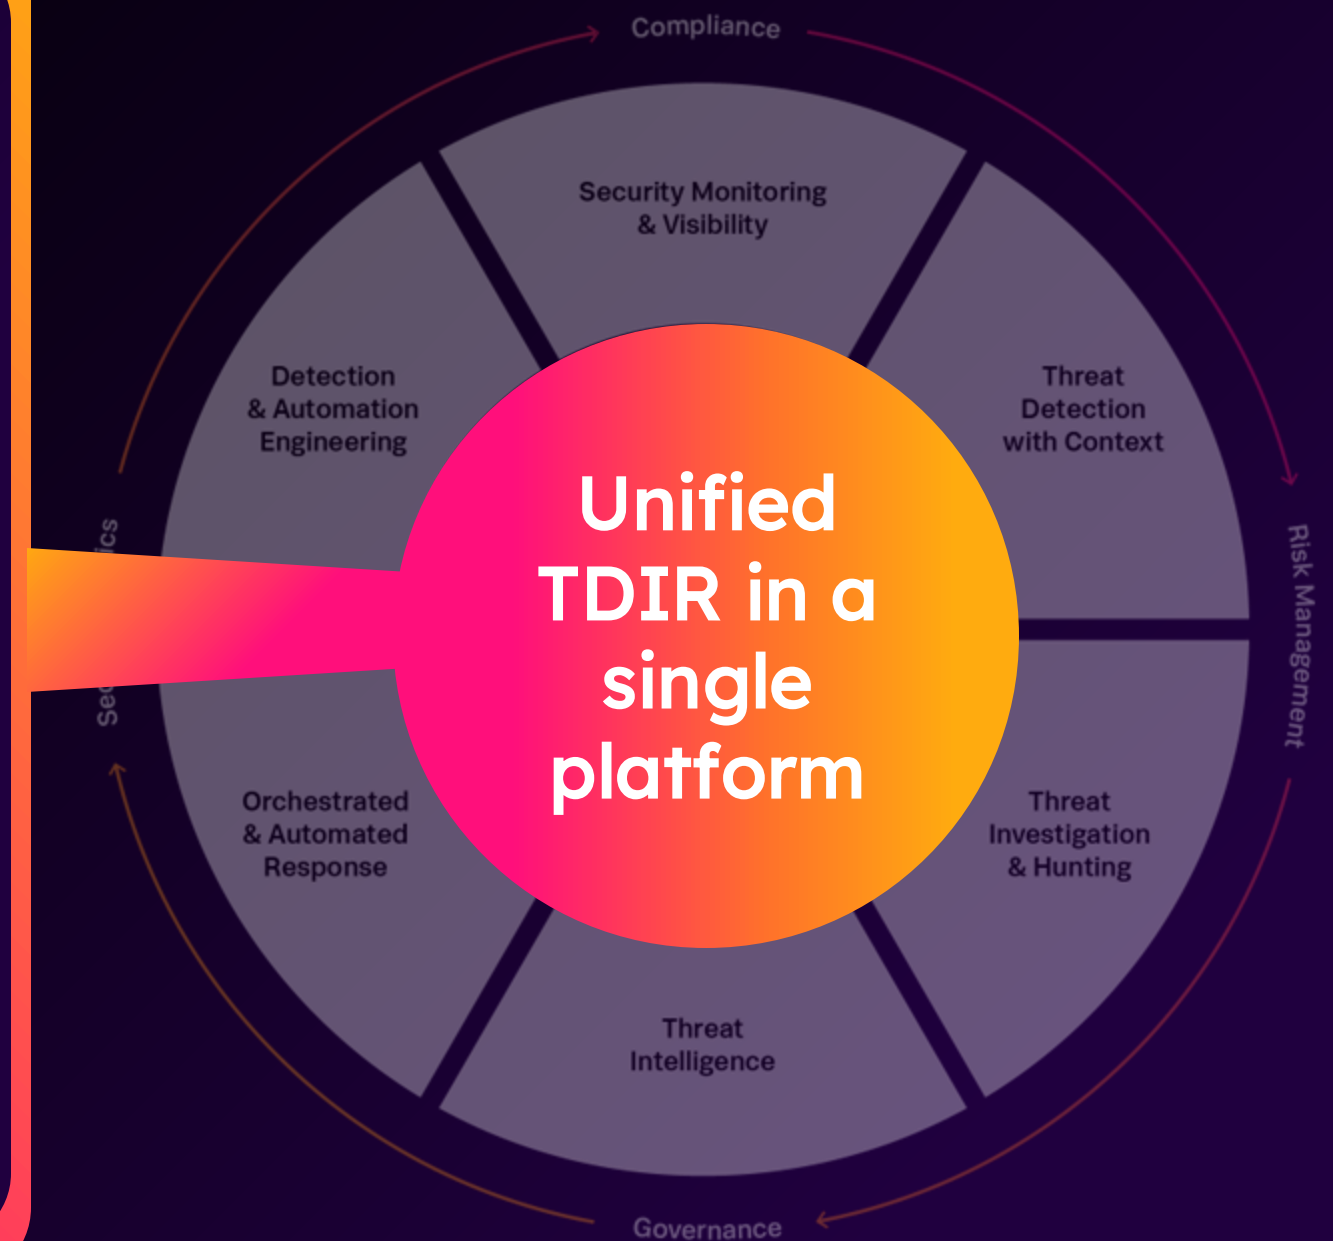 Compliance
Security Monitoring
& Visibility
Detection
& Automation
Engineering
Threat
Detection
with Context
Unified
TDIR in a
single
platform
Risk Management
Orchestrated
& Automated
Response
Threat
Investigation
& Hunting
Threat
Intelligence
Governance